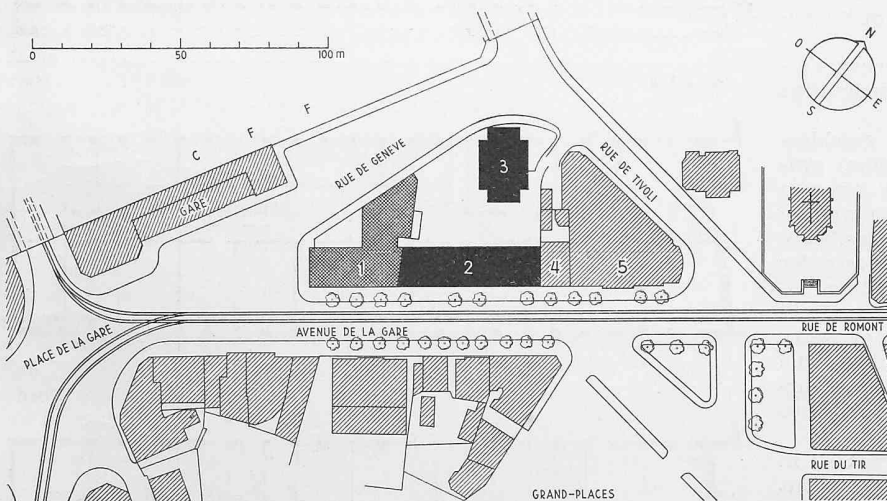 0 50 100 m
N
O
E
S
C F F
GARE
RUE DE GENEVE
3
RUE DE TIVOLI
1
2
4
5
PLACE DE LA GARE
AVENUE DE LA GARE
RUE DE ROMONT
RUE DU TIR
GRAND-PLACES